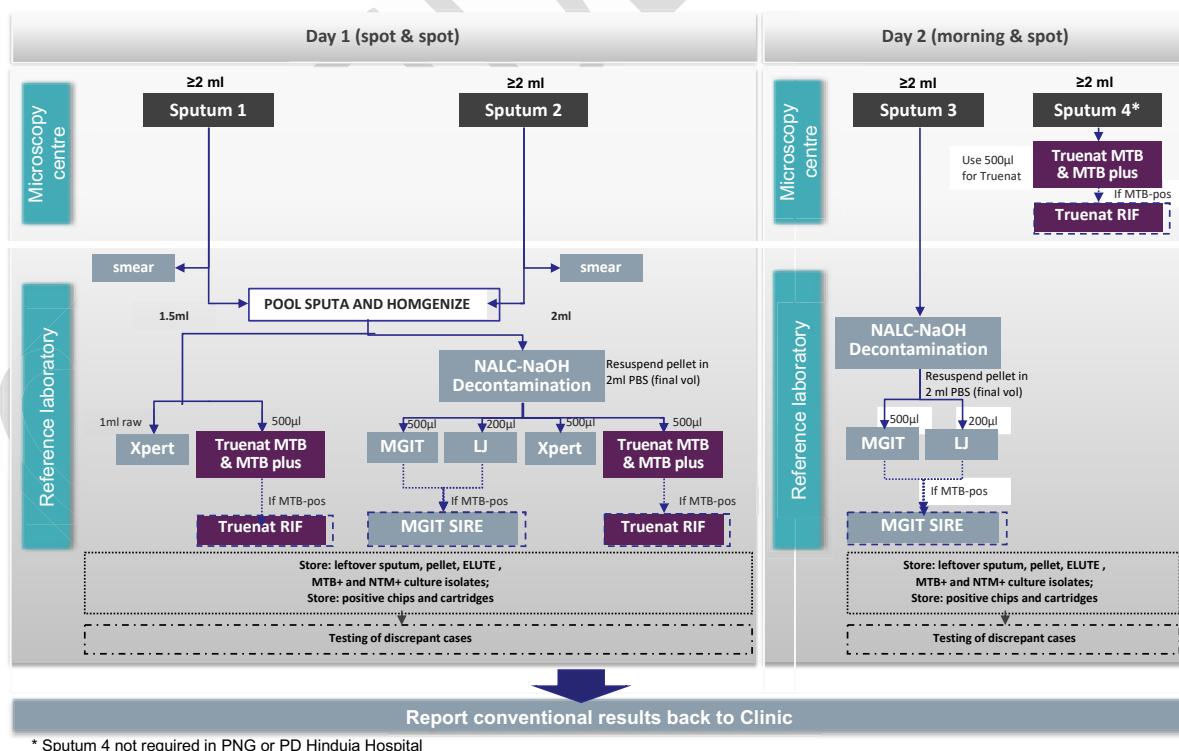 Day 1 (spot & spot)
Day 2 (morning & spot)
Microscopy
centre
≥2 ml
Sputum 1
≥2 ml
Sputum 2
Microscopy
centre
≥2 ml
Sputum 3
≥2 ml
Sputum 4*
Use 500µl
for Truenat
Truenat MTB
& MTB plus
If MTB-pos
Truenat RIF
Reference laboratory
smear
smear
POOL SPUTA AND HOMGENIZE
1.5ml
2ml
NALC-NaOH
Decontamination
Resuspend pellet in
2ml PBS (final vol)
1ml raw
Xpert
500µl
Truenat MTB
& MTB plus
If MTB-pos
Truenat RIF
500µl
MGIT
200µl
LJ
500µl
Xpert
500µl
Truenat MTB
& MTB plus
If MTB-pos
MGIT SIRE
If MTB-pos
Truenat RIF
Store: leftover sputum, pellet, ELUTE ,
MTB+ and NTM+ culture isolates;
Store: positive chips and cartridges
Testing of discrepant cases
Reference laboratory
NALC-NaOH
Decontamination
Resuspend pellet in
2 ml PBS (final vol)
500µl
MGIT
200µl
LJ
If MTB-pos
MGIT SIRE
Store: leftover sputum, pellet, ELUTE ,
MTB+ and NTM+ culture isolates;
Store: positive chips and cartridges
Testing of discrepant cases
Report conventional results back to Clinic
* Sputum 4 not required in PNG or PD Hinduja Hospital